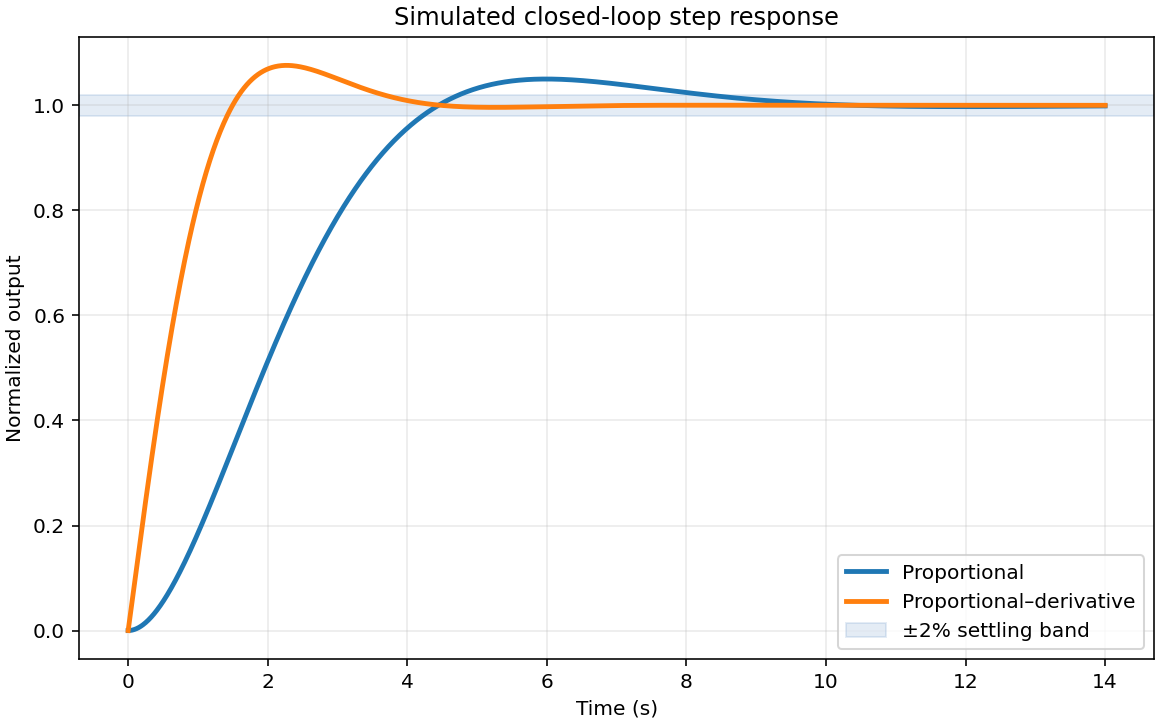 Simulated closed-loop step response
Normalized output
1.0
0.8
0.6
0.4
0.2
0.0
0 2 4 6 8 10 12 14
Time (s)
Proportional
Proportional–derivative
±2% settling band